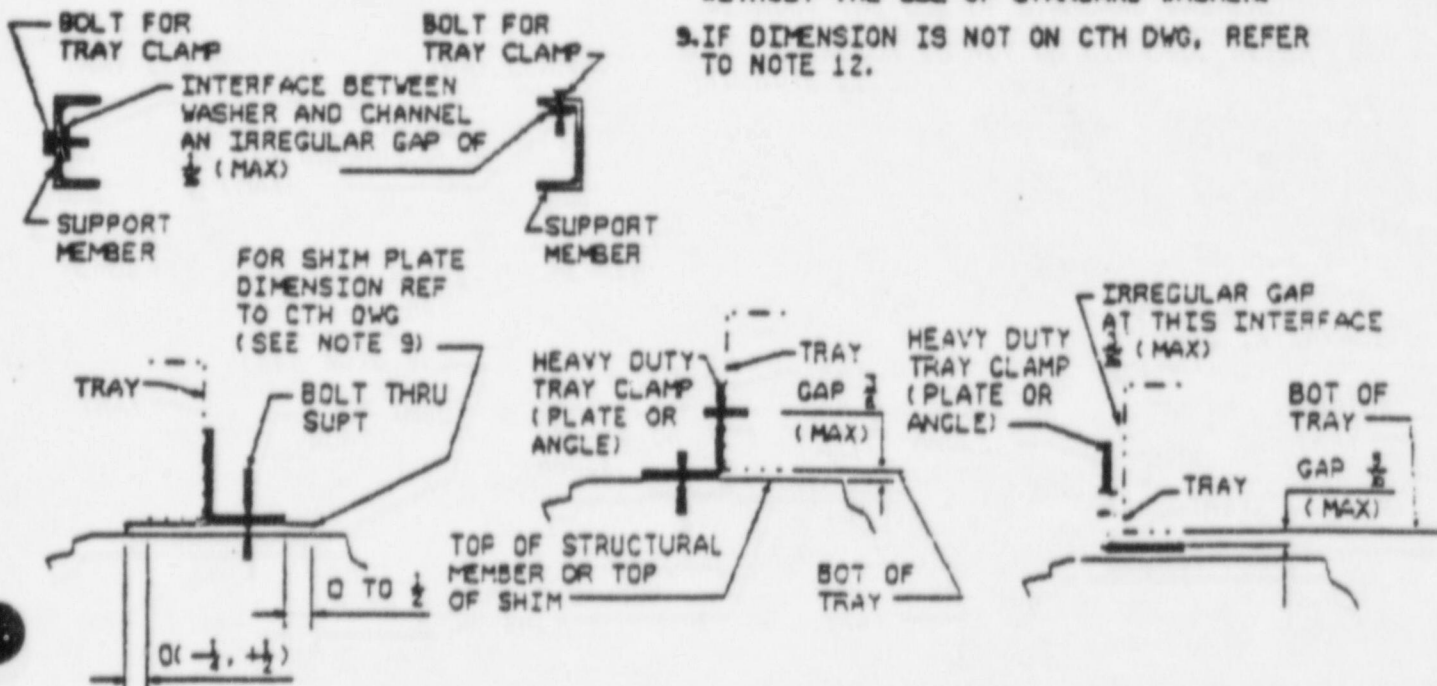 BOLT FOR
TRAY CLAMP
BOLT FOR
TRAY CLAMP
9.IF DIMENSION IS NOT ON CTH DWG, REFER
TO NOTE 12.
INTERFACE BETWEEN
WASHER AND CHANNEL
AN IRREGULAR GAP OF
(MAX)
SUPPORT
MEMBER
SUPPORT
MEMBER
FOR SHIM PLATE
DIMENSION REF
TO CTH DWG
(SEE NOTE 9)
TRAY
BOLT THRU
SUPT
0 TO 1/2
0(-1/4, +1/2)
HEAVY DUTY
TRAY CLAMP
(PLATE OR
ANGLE)
TRAY
GAP
(MAX)
TOP OF STRUCTURAL
MEMBER OR TOP
OF SHIM
BOT OF
TRAY
HEAVY DUTY
TRAY CLAMP
(PLATE OR
ANGLE)
IRREGULAR GAP
AT THIS INTERFACE
(MAX)
BOT OF
TRAY
GAP
(MAX)
TRAY